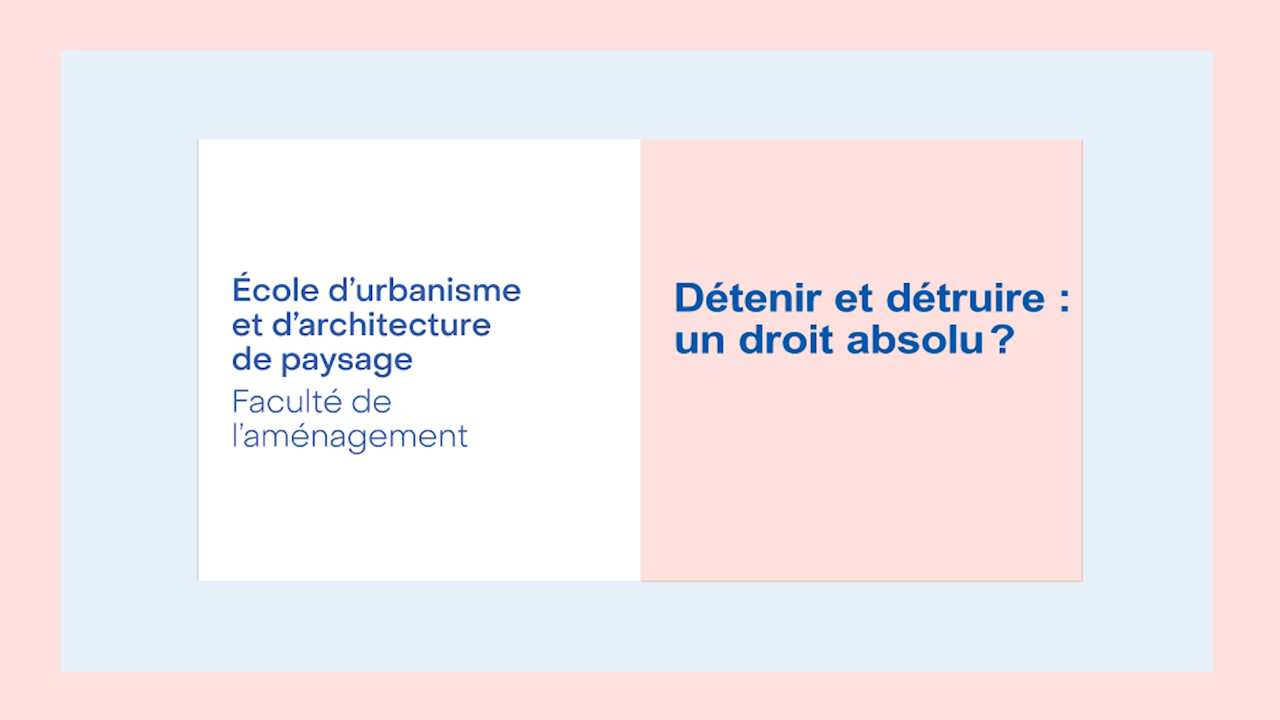 École d’urbanisme
et d’architecture
de paysage
Faculté de
l’aménagement
Détenir et détruire :
un droit absolu ?